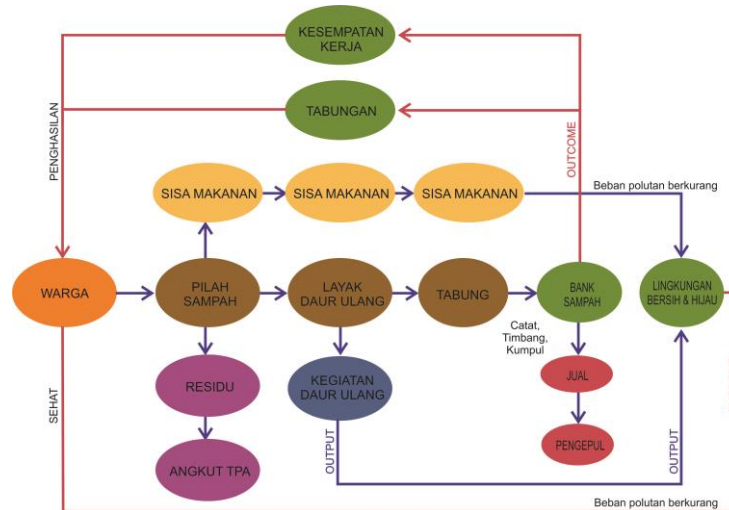 KESEMPATAN
KERJA
TABUNGAN
PENGHASILAN
OUTCOME
SISA MAKANAN
SISA MAKANAN
SISA MAKANAN
Beban polutan berkurang
WARGA
PILAH
SAMPAH
LAYAK
DAUR ULANG
TABUNG
BANK
SAMPAH
LINGKUNGAN
BERSIH & HIJAU
Catat,
Timbang,
Kumpul
RESIDU
KEGIATAN
DAUR ULANG
JUAL
SEHAT
ANGKUT TPA
OUTPUT
PENGEPUL
OUTPUT
Beban polutan berkurang